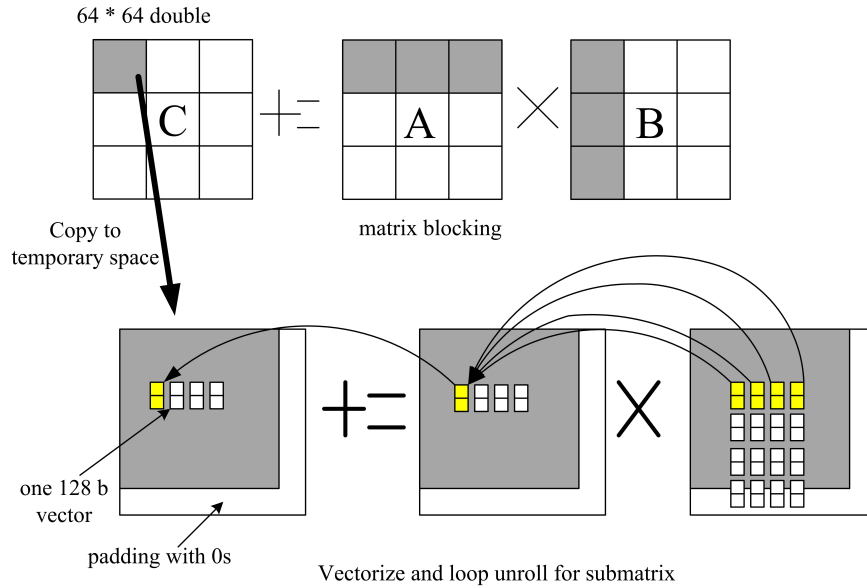 64 * 64 double
C
+=
A
×
B
Copy to
temporary space
matrix blocking
+=
×
one 128 b
vector
padding with 0s
Vectorize and loop unroll for submatrix